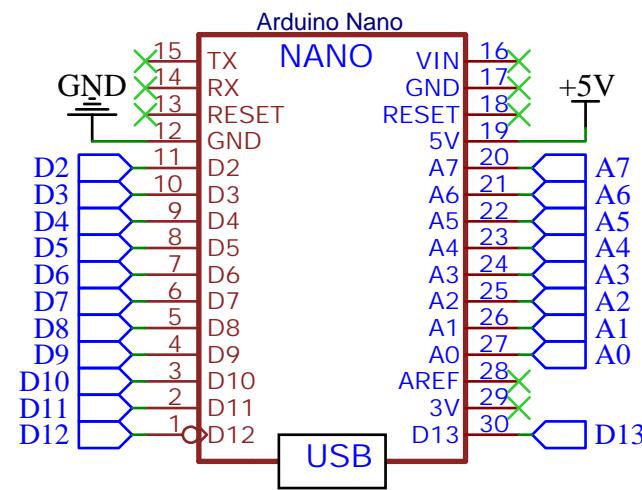 Arduino Nano
15 TX NANO VIN 16
GND 14 RX GND 17 +5V
13 RESET RESET 18
12 GND 5V 19
D2 11 D2 A7 20 A7
D3 10 D3 A6 21 A6
D4 9 D4 A5 22 A5
D5 8 D5 A4 23 A4
D6 7 D6 A3 24 A3
D7 6 D7 A2 25 A2
D8 5 D8 A1 26 A1
D9 4 D9 A0 27 A0
D10 3 D10 AREF 28
D11 2 D11 3V 29
D12 1 D12 D13 30 D13
USB